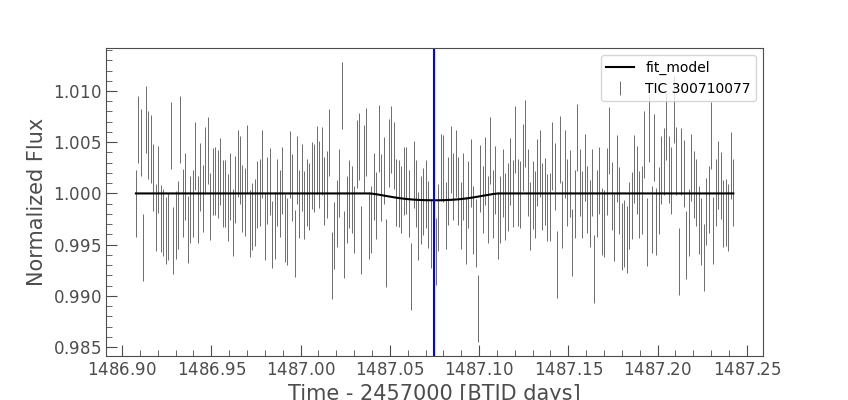 fit_model
TIC 300710077
Normalized Flux
1.010
1.005
1.000
0.995
0.990
0.985
1486.90 1486.95 1487.00 1487.05 1487.10 1487.15 1487.20 1487.25
Time - 2457000 [BTJD days]